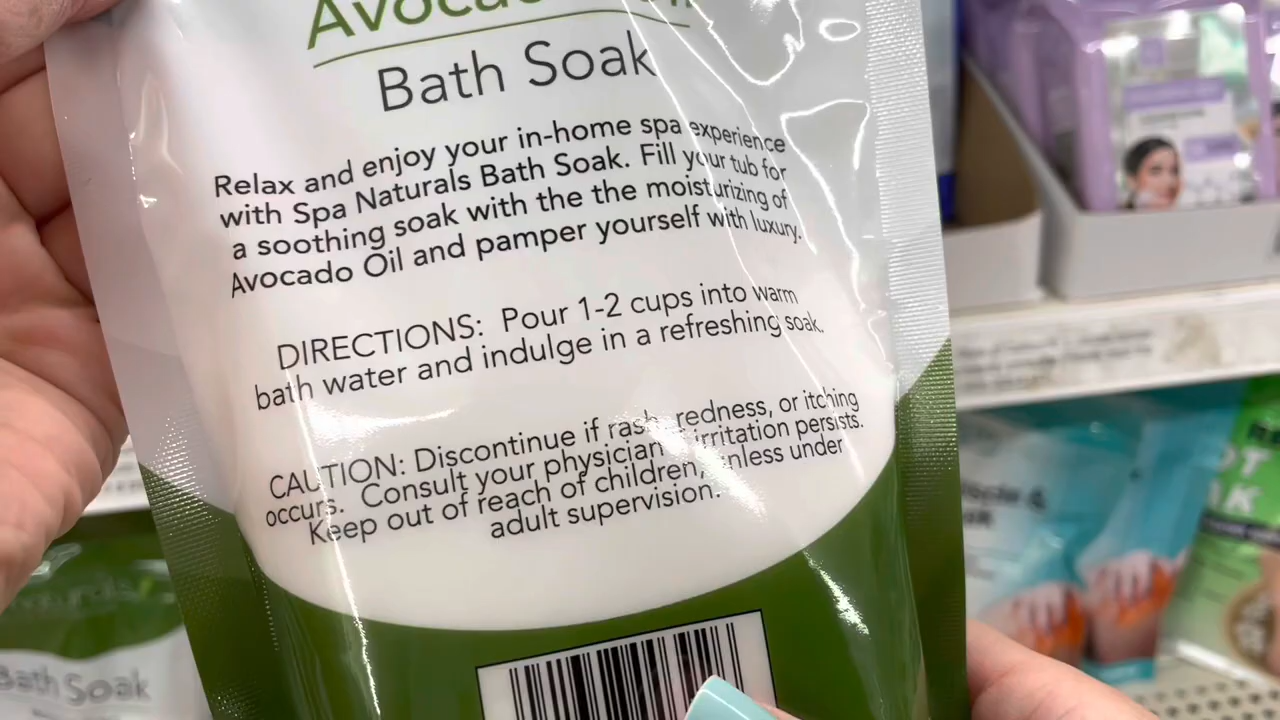 Avocado Oil
Bath Soak
Relax and enjoy your in-home spa experience
with Spa Naturals Bath Soak. Fill your tub for
a soothing soak with the the moisturizing of
Avocado Oil and pamper yourself with luxury.
DIRECTIONS: Pour 1-2 cups into warm
bath water and indulge in a refreshing soak.
CAUTION: Discontinue if rash, redness, or itching
occurs. Consult your physician irritation persists.
Keep out of reach of children, unless under
adult supervision.
Bath Soak